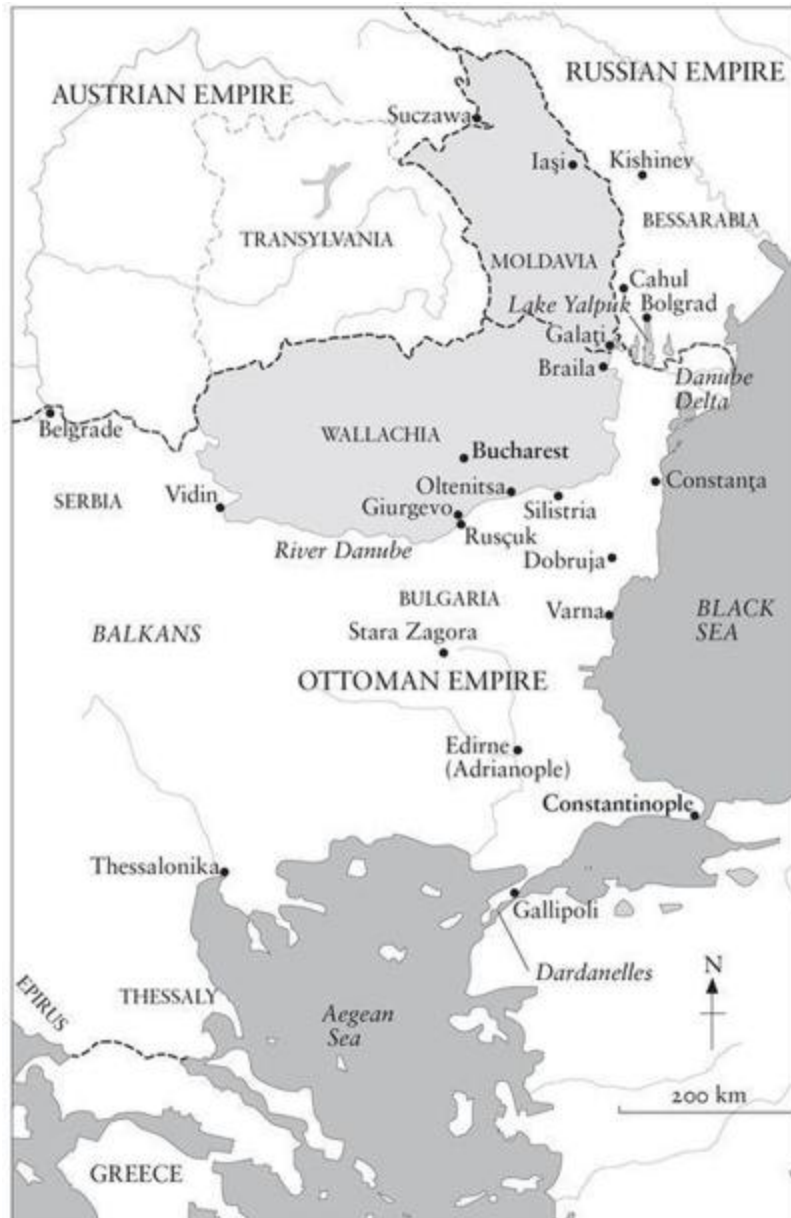 RUSSIAN EMPIRE
AUSTRIAN EMPIRE
Suczawa
Iaşi
Kishinev
BESSARABIA
TRANSYLVANIA
MOLDAVIA
Cahul
Lake Yalpuk
Bolgrad
Galaţi
Braila
Danube
Delta
Belgrade
WALLACHIA
Bucharest
SERBIA
Vidin
Oltenitsa
Constanţa
Giurgevo
Silistria
Rusçuk
River Danube
Dobruja
BULGARIA
Varna
BLACK
SEA
BALKANS
Stara Zagora
OTTOMAN EMPIRE
Edirne
(Adrianople)
Constantinople
Thessalonika
Gallipoli
Dardanelles
N
EPIRUS
THESSALY
Aegean
Sea
200 km
GREECE